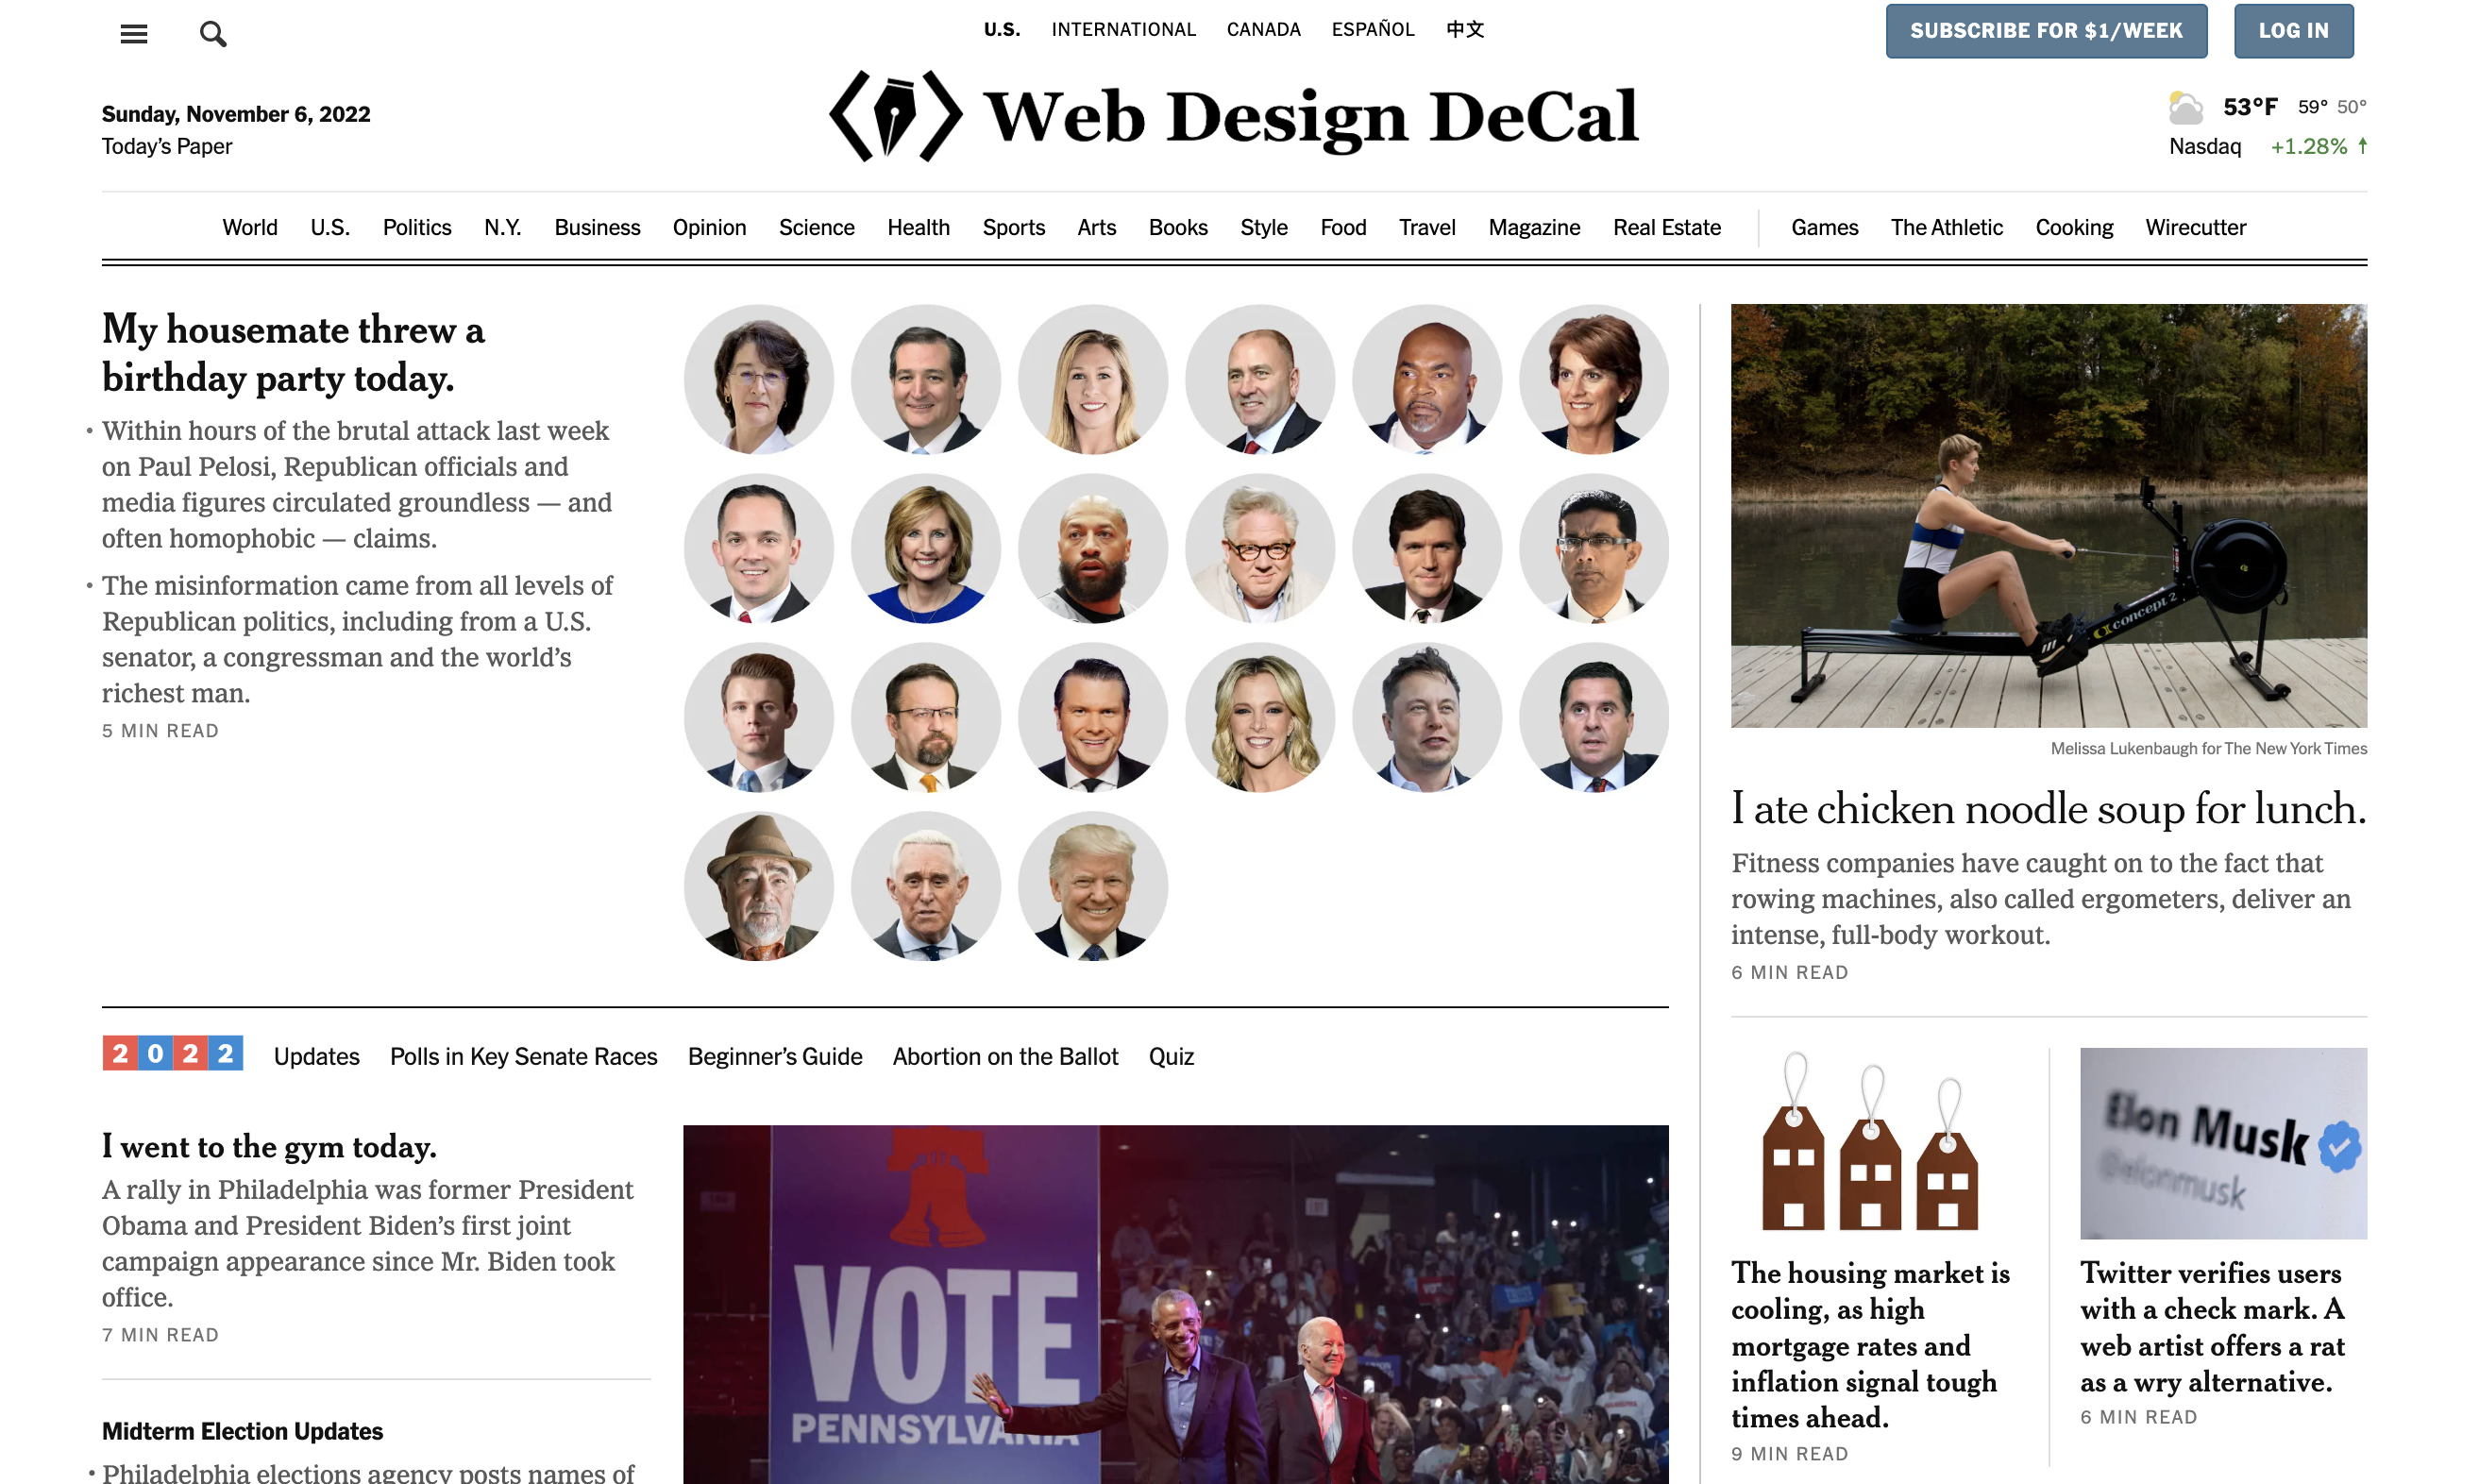 U.S. INTERNATIONAL CANADA ESPAÑOL 中文
SUBSCRIBE FOR $1/WEEK
LOG IN
Sunday, November 6, 2022
Today's Paper
Web Design DeCal
53°F 59° 50°
Nasdaq +1.28% ↑
World U.S. Politics N.Y. Business Opinion Science Health Sports Arts Books Style Food Travel Magazine Real Estate Games The Athletic Cooking Wirecutter
My housemate threw a
birthday party today.
• Within hours of the brutal attack last week
on Paul Pelosi, Republican officials and
media figures circulated groundless — and
often homophobic — claims.
• The misinformation came from all levels of
Republican politics, including from a U.S.
senator, a congressman and the world's
richest man.
5 MIN READ
concept 2
Melissa Lukenbaugh for The New York Times
I ate chicken noodle soup for lunch.
Fitness companies have caught on to the fact that
rowing machines, also called ergometers, deliver an
intense, full-body workout.
6 MIN READ
2022 Updates Polls in Key Senate Races Beginner's Guide Abortion on the Ballot Quiz
I went to the gym today.
A rally in Philadelphia was former President
Obama and President Biden's first joint
campaign appearance since Mr. Biden took
office.
7 MIN READ
Midterm Election Updates
• Philadelphia elections agency posts names of
VOTE
PENNSYLVANIA
The housing market is
cooling, as high
mortgage rates and
inflation signal tough
times ahead.
9 MIN READ
Elon Musk
@elonmusk
Twitter verifies users
with a check mark. A
web artist offers a rat
as a wry alternative.
6 MIN READ